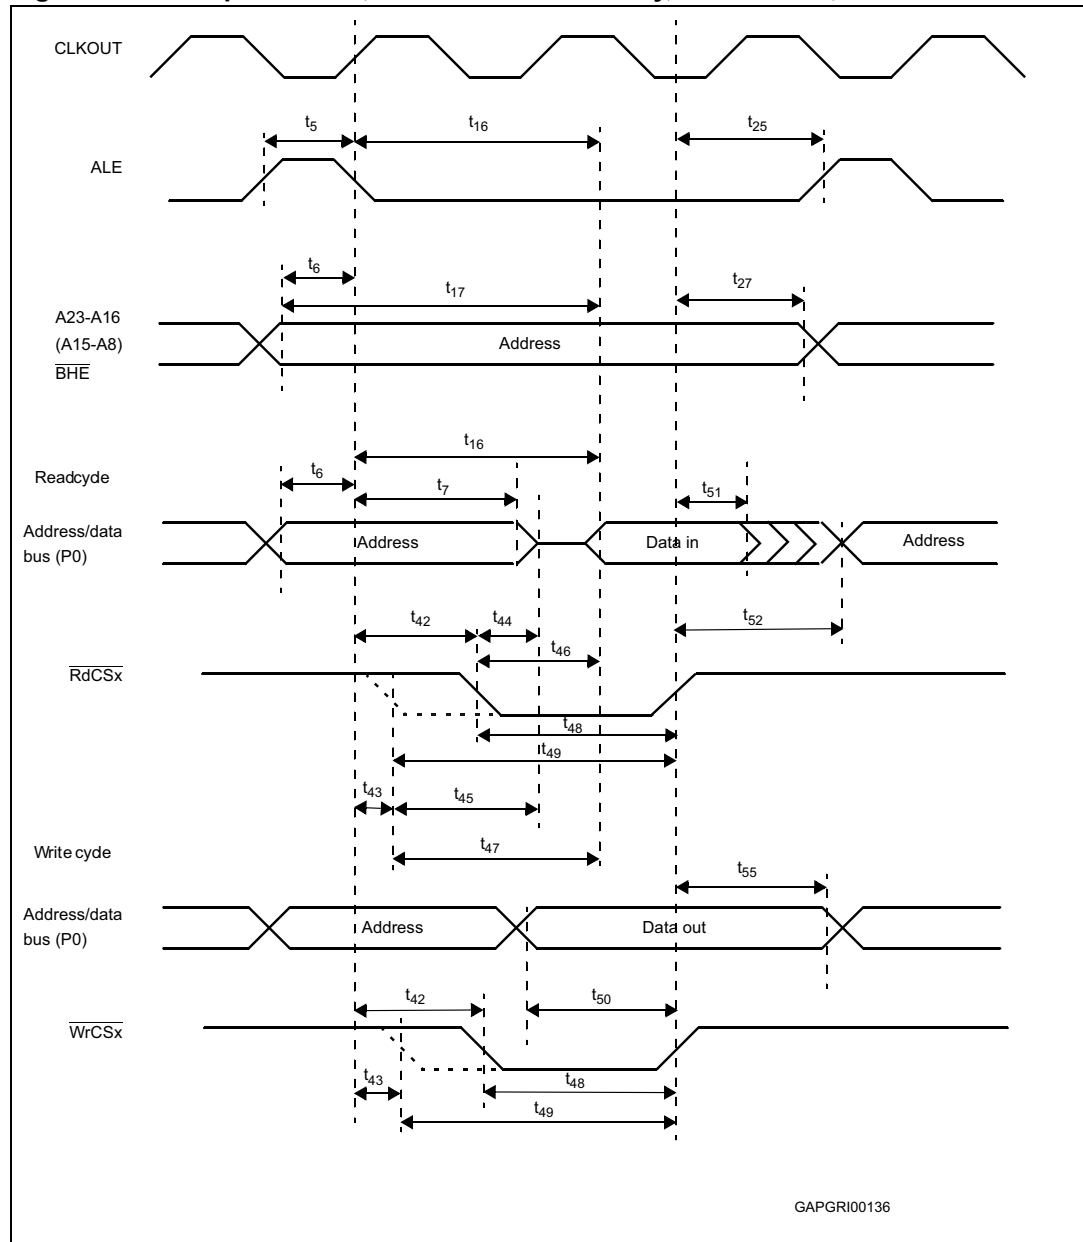 CLKOUT
t5
t16
t25
ALE
t6
t17
t27
A23-A16
(A15-A8)
BHE
Address
t16
Readcyde
t6
t7
t51
Address/data
bus (P0)
Address
Data in
Address
t42
t44
t52
t46
RdCSx
t48
t49
t43
t45
t47
Write cyde
t55
Address/data
bus (P0)
Address
Data out
t42
t50
WrCSx
t43
t48
t49
GAPGRI00136